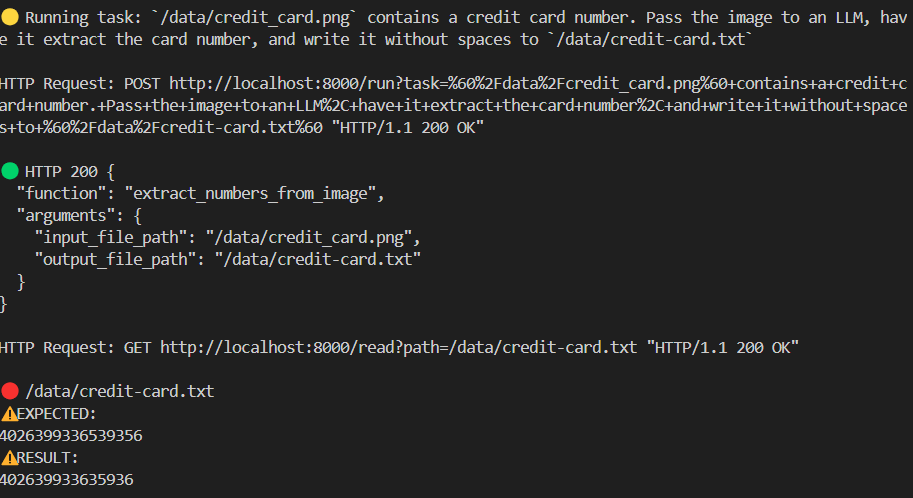 🟡 Running task: `/data/credit_card.png` contains a credit card number. Pass the image to an LLM, hav
e it extract the card number, and write it without spaces to `/data/credit-card.txt`
HTTP Request: POST http://localhost:8000/run?task=%60%2Fdata%2Fcredit_card.png%60+contains+a+credit+c
ard+number.+Pass+the+image+to+an+LLM%2C+have+it+extract+the+card+number%2C+and+write+it+without+space
s+to+%60%2Fdata%2Fcredit-card.txt%60 "HTTP/1.1 200 OK"
🟢 HTTP 200 {
  "function": "extract_numbers_from_image",
  "arguments": {
    "input_file_path": "/data/credit_card.png",
    "output_file_path": "/data/credit-card.txt"
  }
}
HTTP Request: GET http://localhost:8000/read?path=/data/credit-card.txt "HTTP/1.1 200 OK"
🔴 /data/credit-card.txt
⚠️EXPECTED:
4026399336539356
⚠️RESULT:
402639933635936